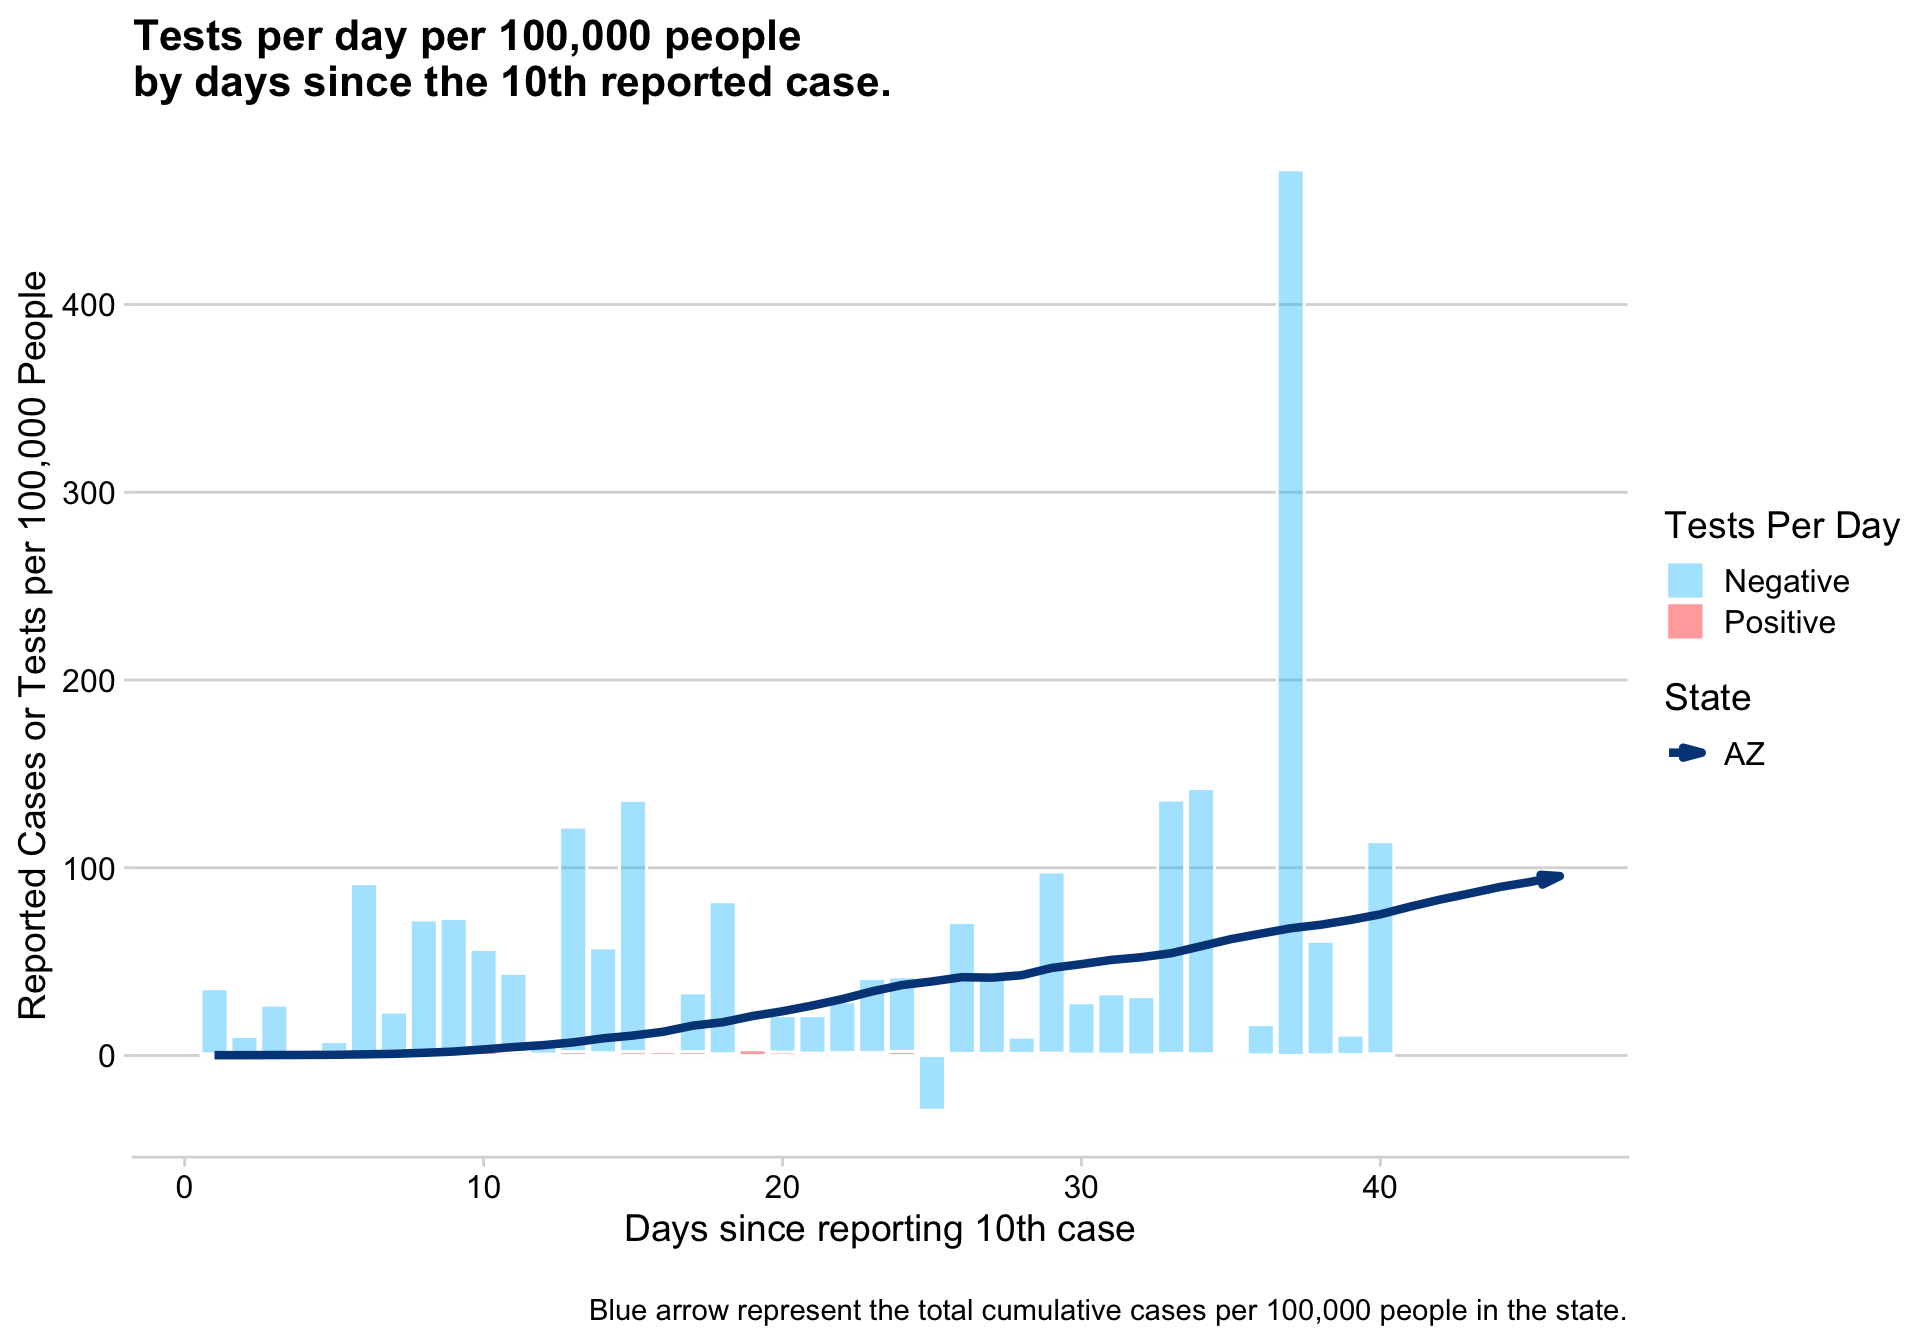 Tests per day per 100,000 people
by days since the 10th reported case.
Reported Cases or Tests per 100,000 People
400
300
200
100
0
0
10
20
30
40
Days since reporting 10th case
Tests Per Day
Negative
Positive
State
AZ
Blue arrow represent the total cumulative cases per 100,000 people in the state.